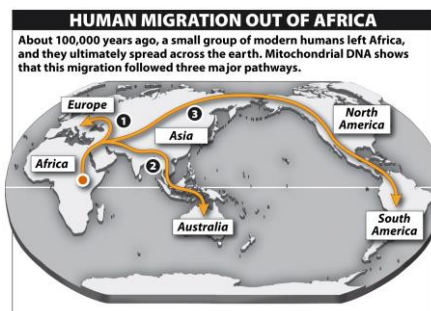 HUMAN MIGRATION OUT OF AFRICA
About 100,000 years ago, a small group of modern humans left Africa,
and they ultimately spread across the earth. Mitochondrial DNA shows
that this migration followed three major pathways.
Europe
1
3
North
America
Asia
Africa
2
Australia
South
America